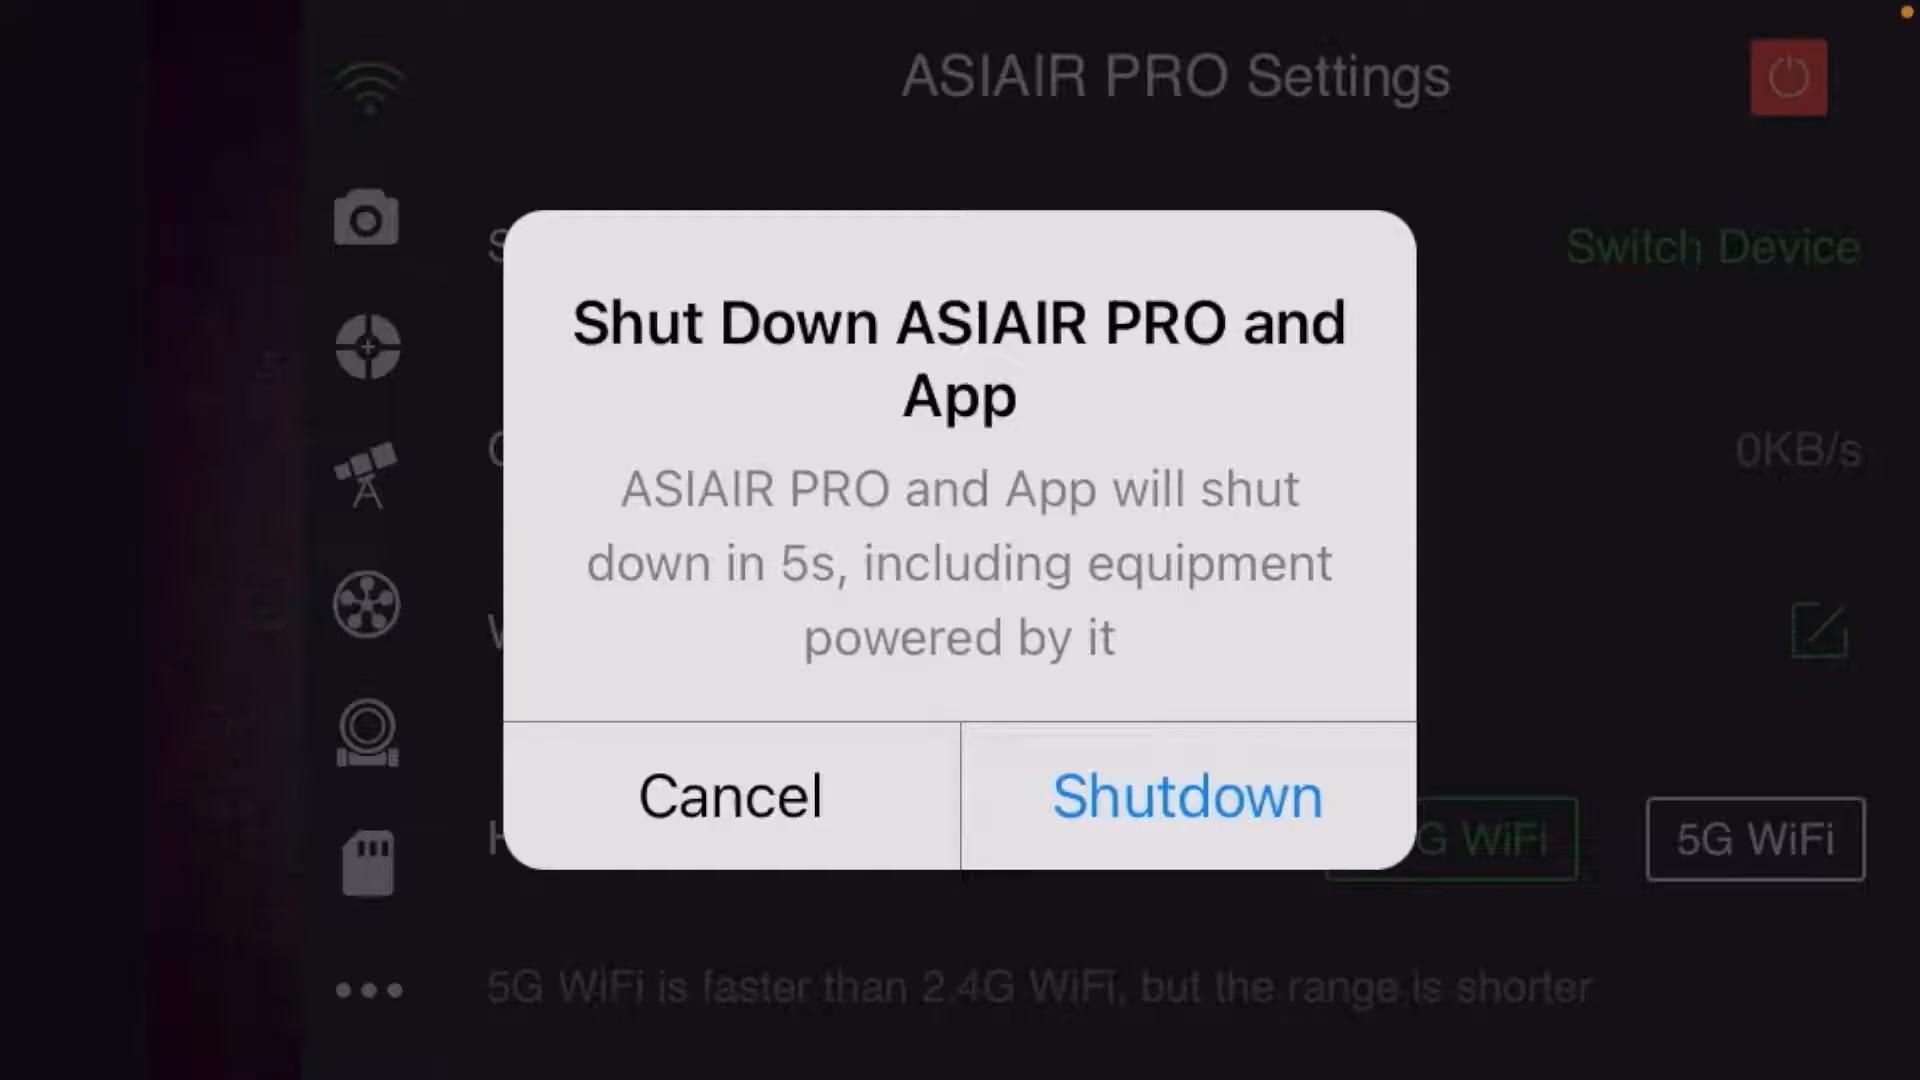 ASIAIR PRO Settings
Switch Device
Shut Down ASIAIR PRO and
App
ASIAIR PRO and App will shut
down in 5s, including equipment
powered by it
0KB/s
Cancel
Shutdown
G WiFi
5G WiFi
5G WiFi is faster than 2.4G WiFi, but the range is shorter